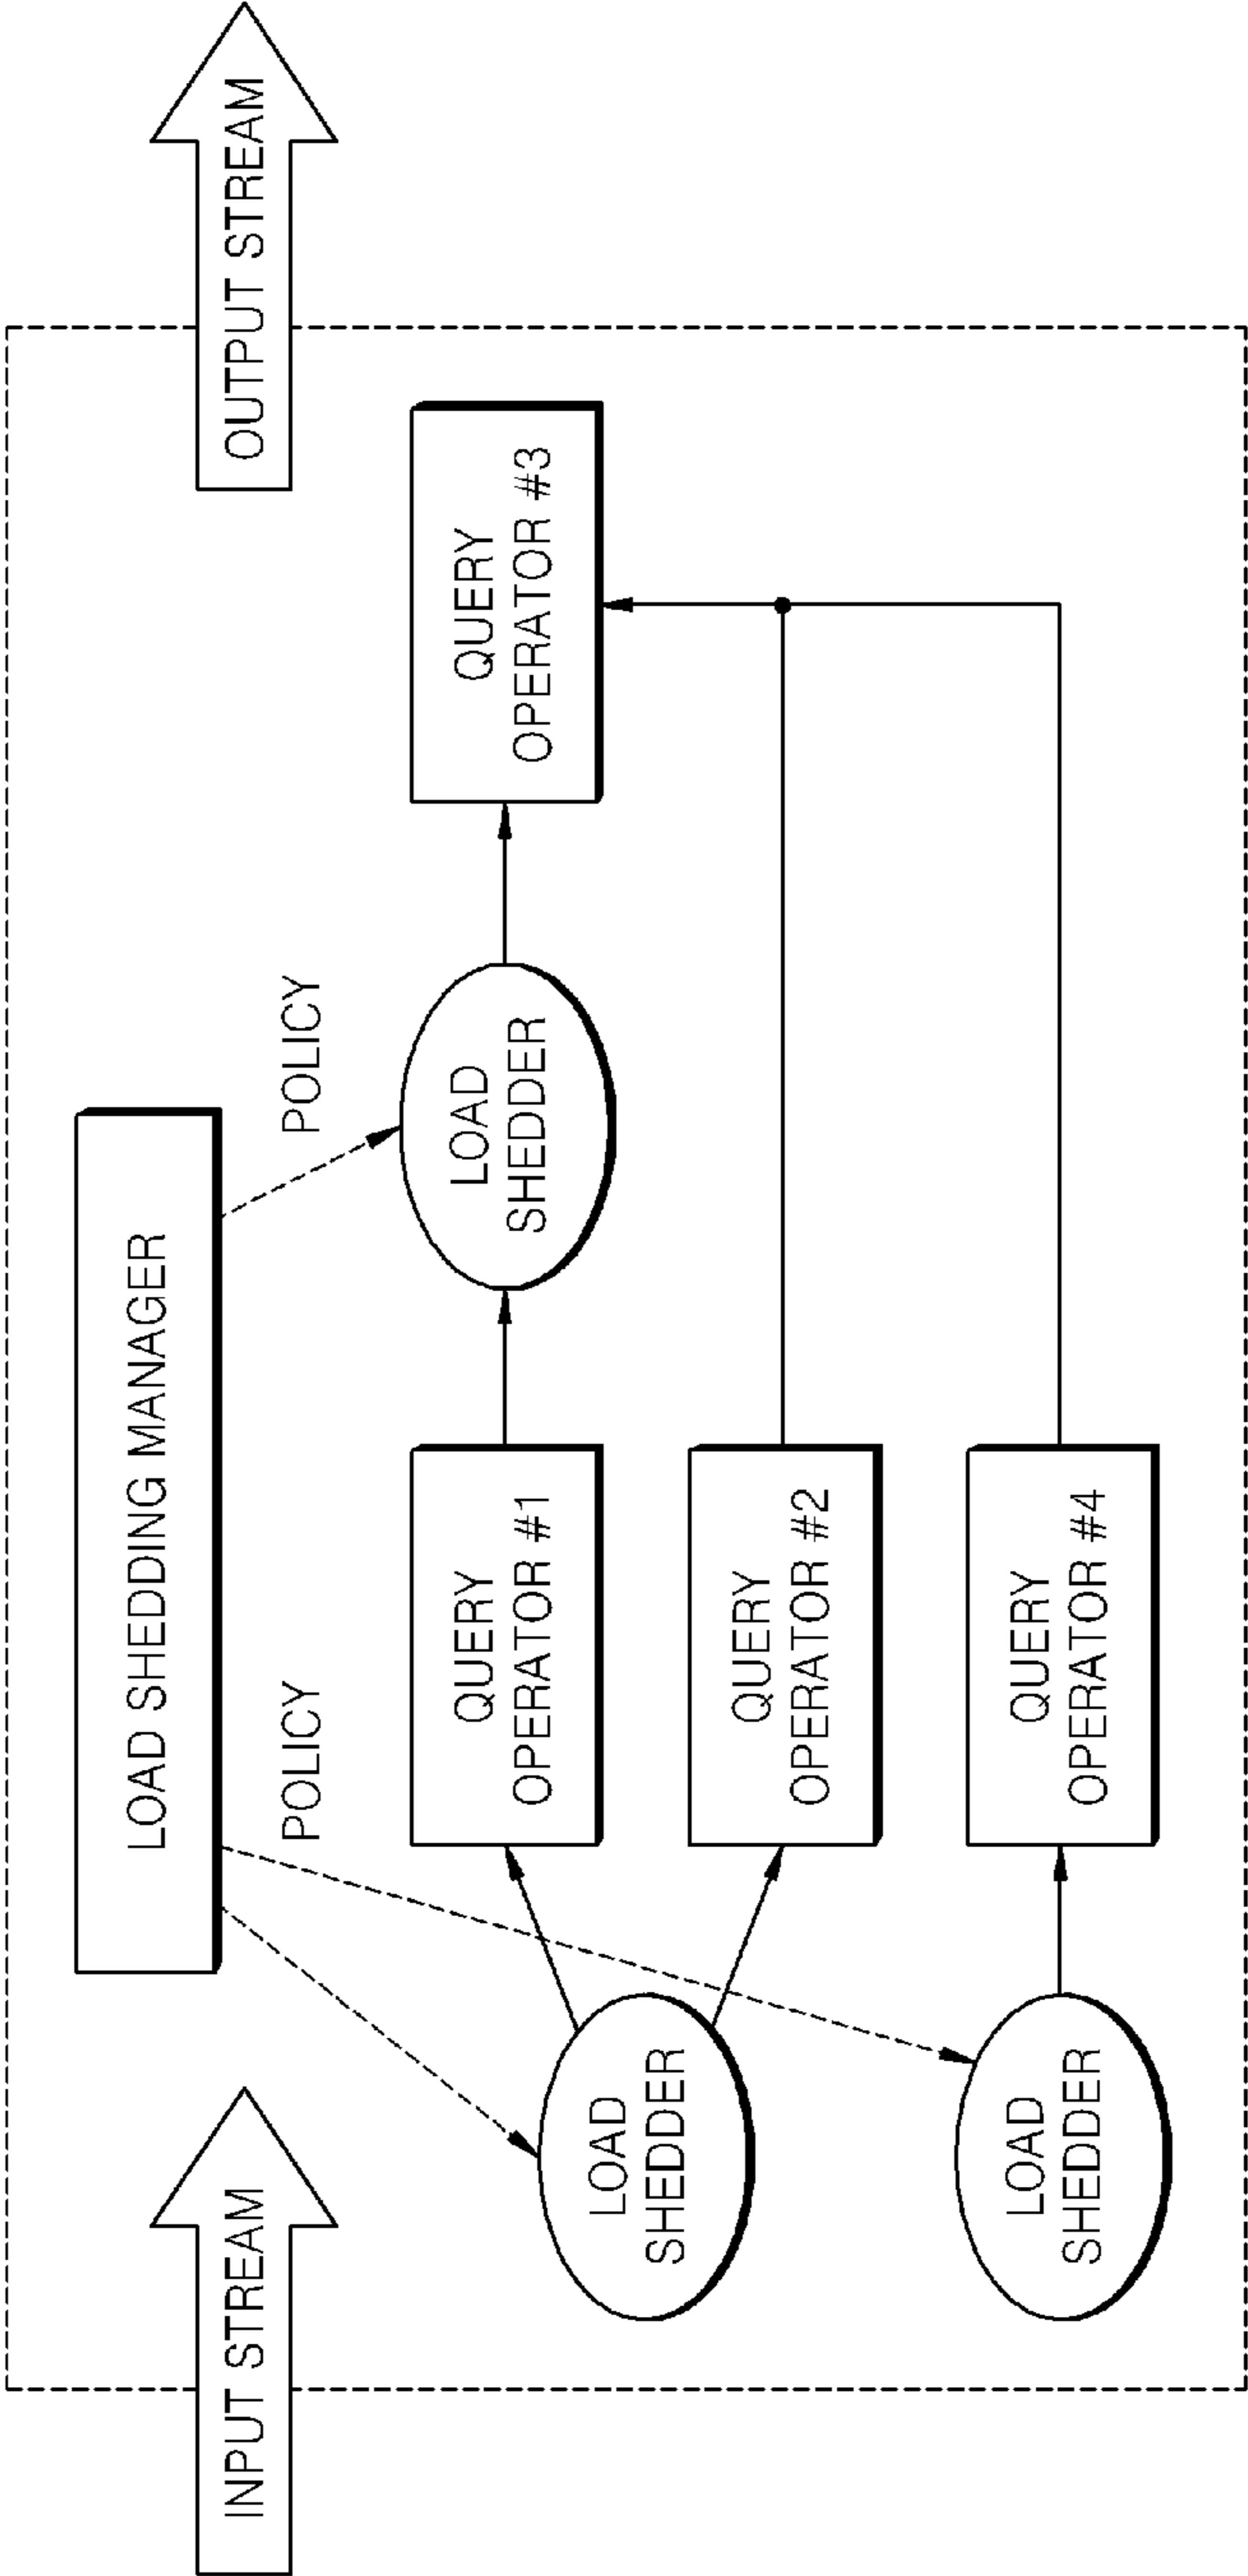 INPUT STREAM
OUTPUT STREAM
LOAD SHEDDING MANAGER
POLICY
POLICY
LOAD
SHEDDER
QUERY
OPERATOR #1
LOAD
SHEDDER
QUERY
OPERATOR #3
QUERY
OPERATOR #2
LOAD
SHEDDER
QUERY
OPERATOR #4